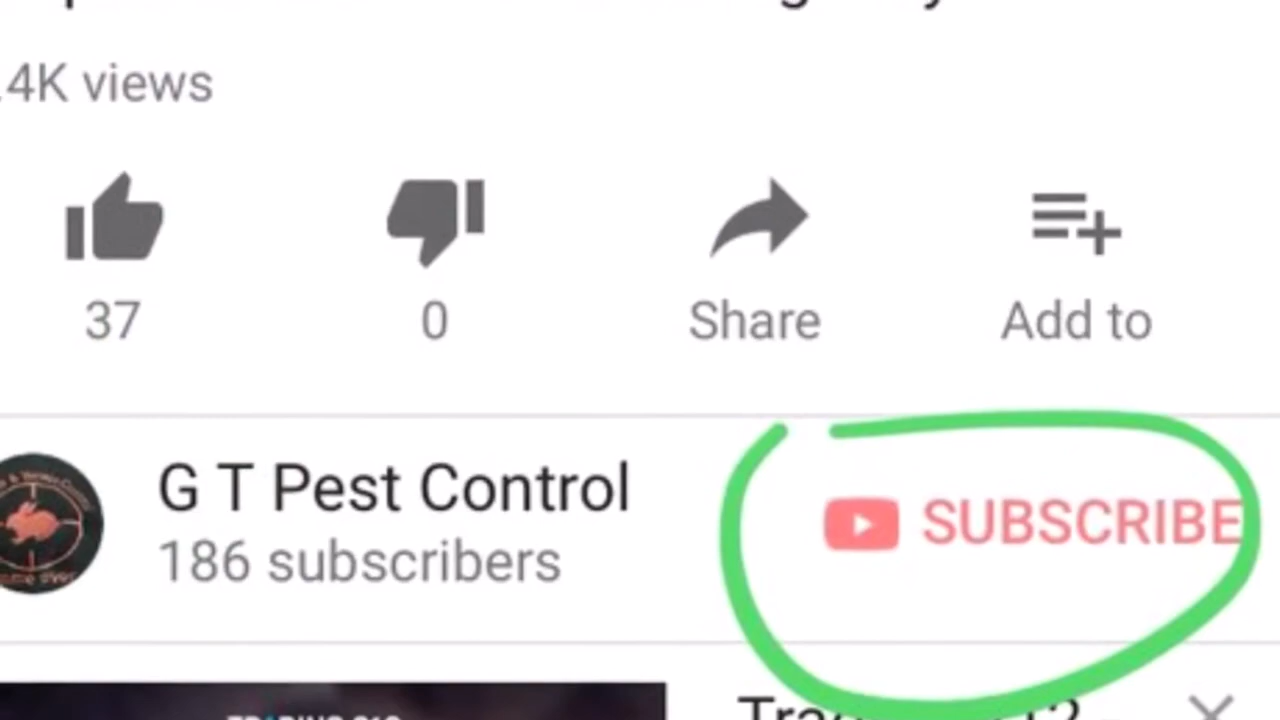 .4K views
37 0 Share Add to
G T Pest Control
186 subscribers
SUBSCRIBE